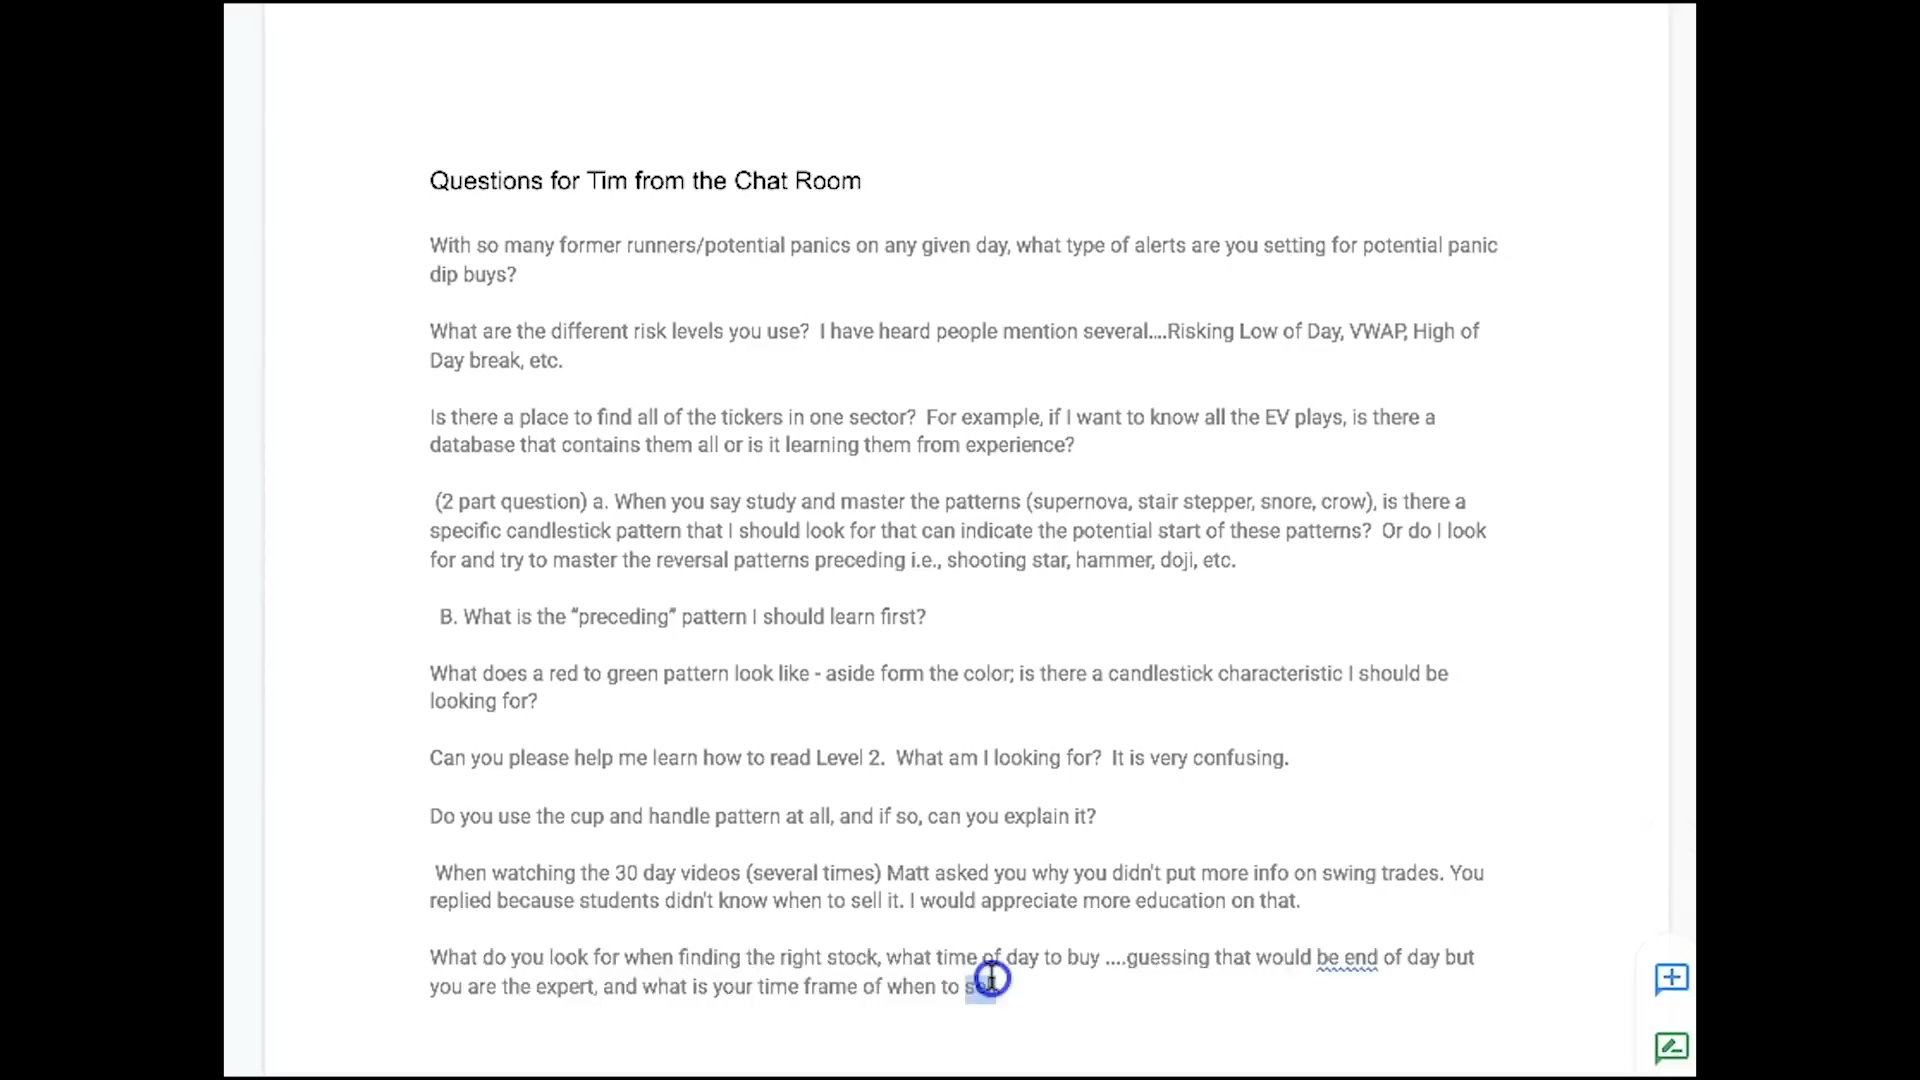 Questions for Tim from the Chat Room
With so many former runners/potential panics on any given day, what type of alerts are you setting for potential panic
dip buys?
What are the different risk levels you use?  I have heard people mention several....Risking Low of Day, VWAP, High of
Day break, etc.
Is there a place to find all of the tickers in one sector?  For example, if I want to know all the EV plays, is there a
database that contains them all or is it learning them from experience?
(2 part question) a. When you say study and master the patterns (supernova, stair stepper, snore, crow), is there a
specific candlestick pattern that I should look for that can indicate the potential start of these patterns?  Or do I look
for and try to master the reversal patterns preceding i.e., shooting star, hammer, doji, etc.
B. What is the “preceding” pattern I should learn first?
What does a red to green pattern look like - aside form the color; is there a candlestick characteristic I should be
looking for?
Can you please help me learn how to read Level 2.  What am I looking for?  It is very confusing.
Do you use the cup and handle pattern at all, and if so, can you explain it?
When watching the 30 day videos (several times) Matt asked you why you didn't put more info on swing trades. You
replied because students didn't know when to sell it. I would appreciate more education on that.
What do you look for when finding the right stock, what time of day to buy ....guessing that would be end of day but
you are the expert, and what is your time frame of when to